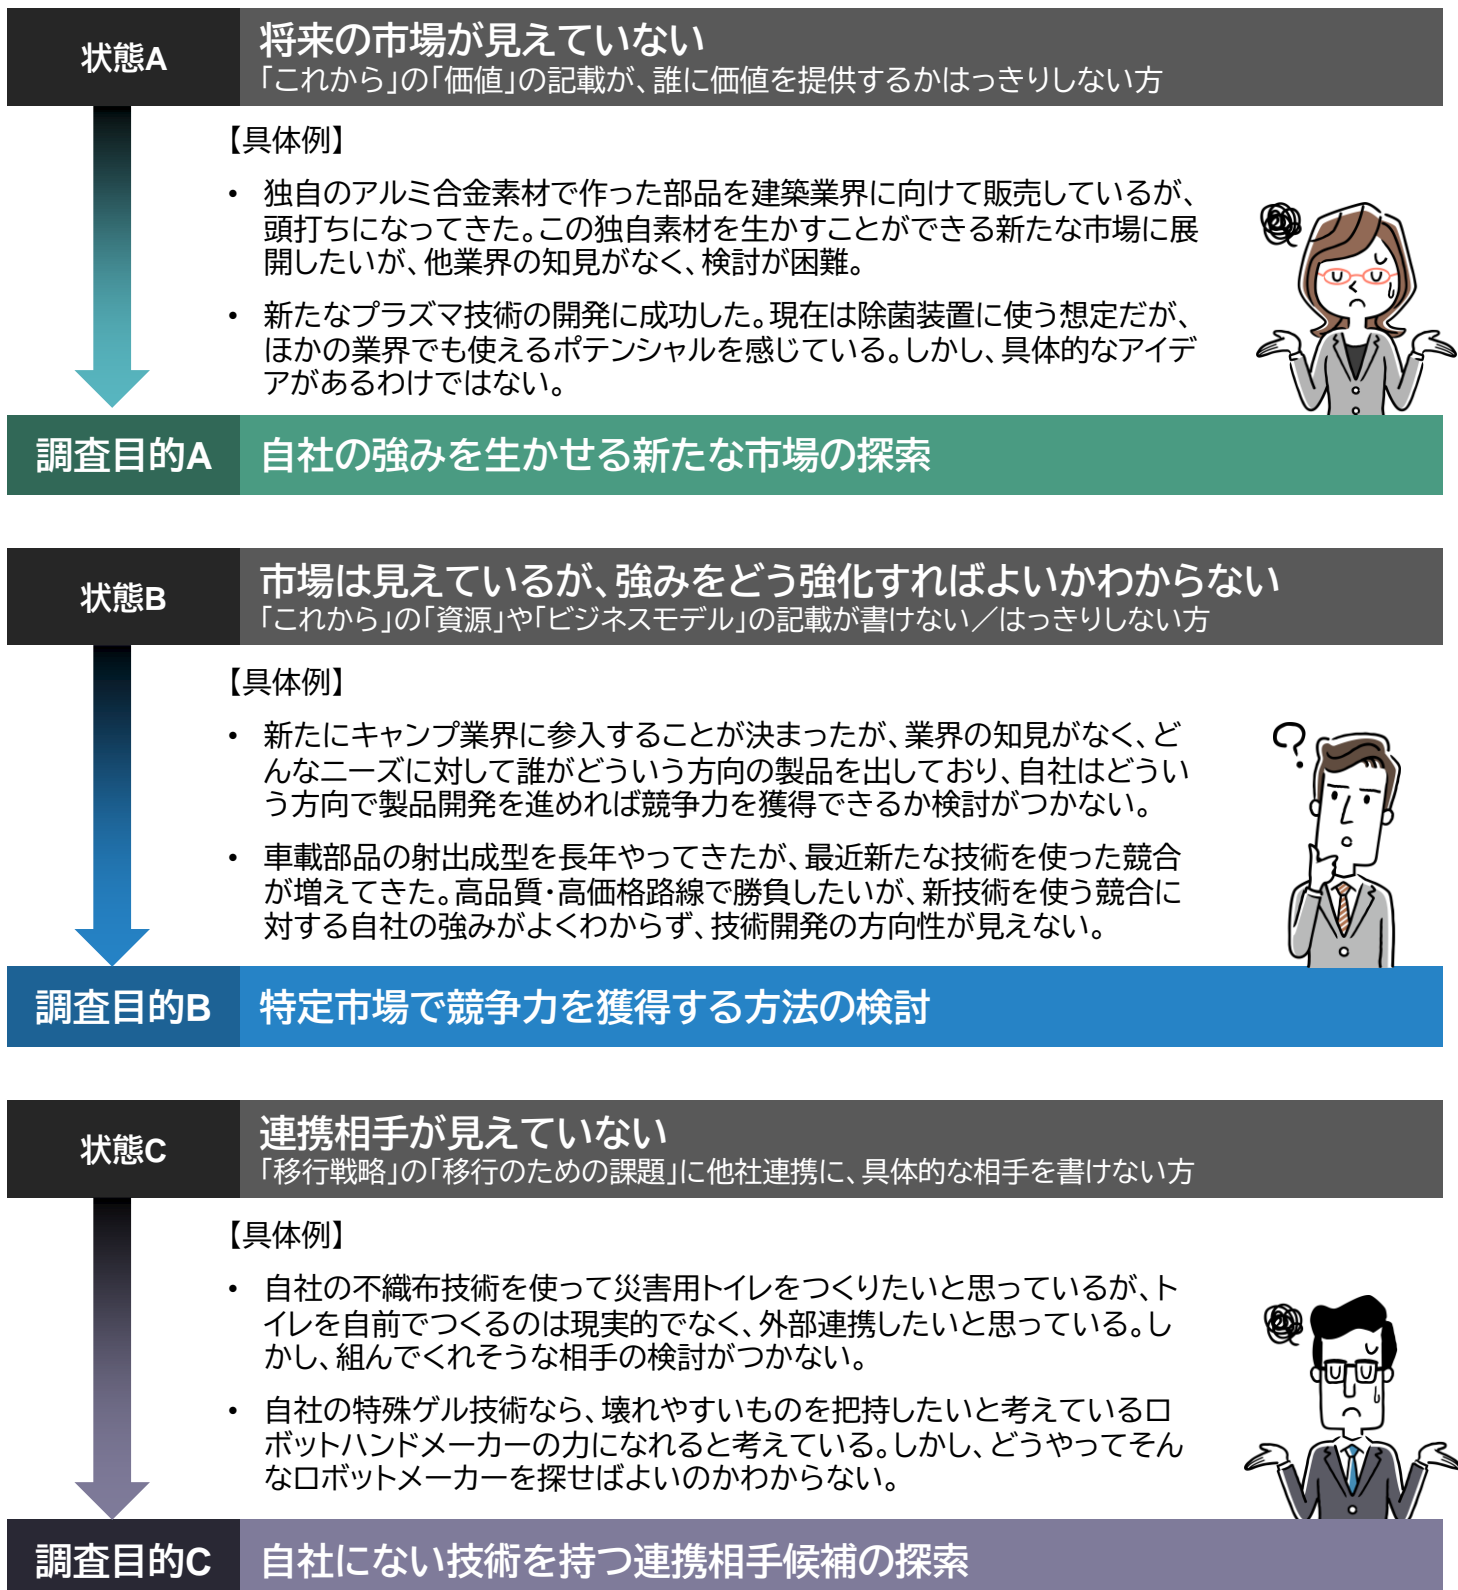 状態A
将来の市場が見えていない
「これから」の「価値」の記載が、誰に価値を提供するかはっきりしない方
【具体例】
• 独自のアルミ合金素材で作った部品を建築業界に向けて販売しているが、
頭打ちになってきた。この独自素材を生かすことができる新たな市場に展
開したいが、他業界の知見がなく、検討が困難。
• 新たなプラズマ技術の開発に成功した。現在は除菌装置に使う想定だが、
ほかの業界でも使えるポテンシャルを感じている。しかし、具体的なアイデ
アがあるわけではない。
調査目的A
自社の強みを生かせる新たな市場の探索
状態B
市場は見えているが、強みをどう強化すればよいかわからない
「これから」の「資源」や「ビジネスモデル」の記載が書けない／はっきりしない方
【具体例】
• 新たにキャンプ業界に参入することが決まったが、業界の知見がなく、ど
んなニーズに対して誰がどういう方向の製品を出しており、自社はどうい
う方向で製品開発を進めれば競争力を獲得できるか検討がつかない。
• 車載部品の射出成型を長年やってきたが、最近新たな技術を使った競合
が増えてきた。高品質・高価格路線で勝負したいが、新技術を使う競合に
対する自社の強みがよくわからず、技術開発の方向性が見えない。
調査目的B
特定市場で競争力を獲得する方法の検討
状態C
連携相手が見えていない
「移行戦略」の「移行のための課題」に他社連携に、具体的な相手を書けない方
【具体例】
• 自社の不織布技術を使って災害用トイレをつくりたいと思っているが、ト
イレを自前でつくるのは現実的でなく、外部連携したいと思っている。し
かし、組んでくれそうな相手の検討がつかない。
• 自社の特殊ゲル技術なら、壊れやすいものを把持したいと考えているロ
ボットハンドメーカーの力になれると考えている。しかし、どうやってそん
なロボットメーカーを探せばよいのかわからない。
調査目的C
自社にない技術を持つ連携相手候補の探索